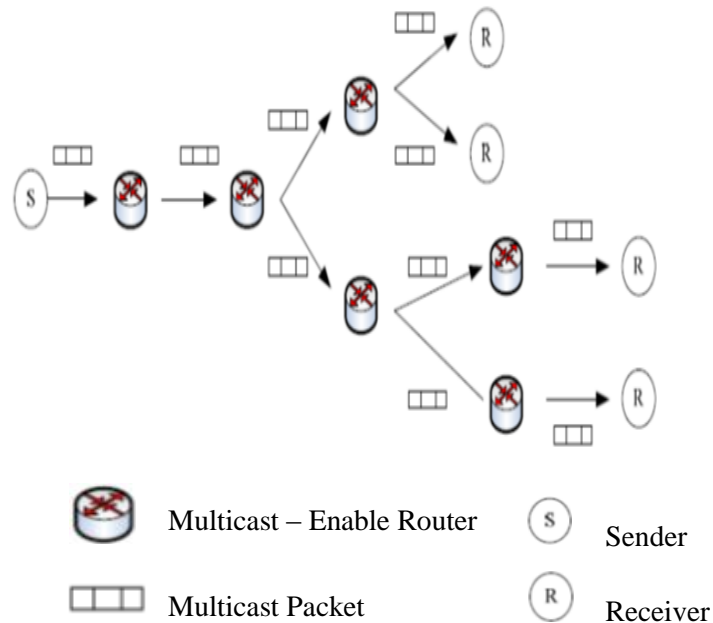 R
R
S
R
R
Multicast – Enable Router
S
Sender
Multicast Packet
R
Receiver